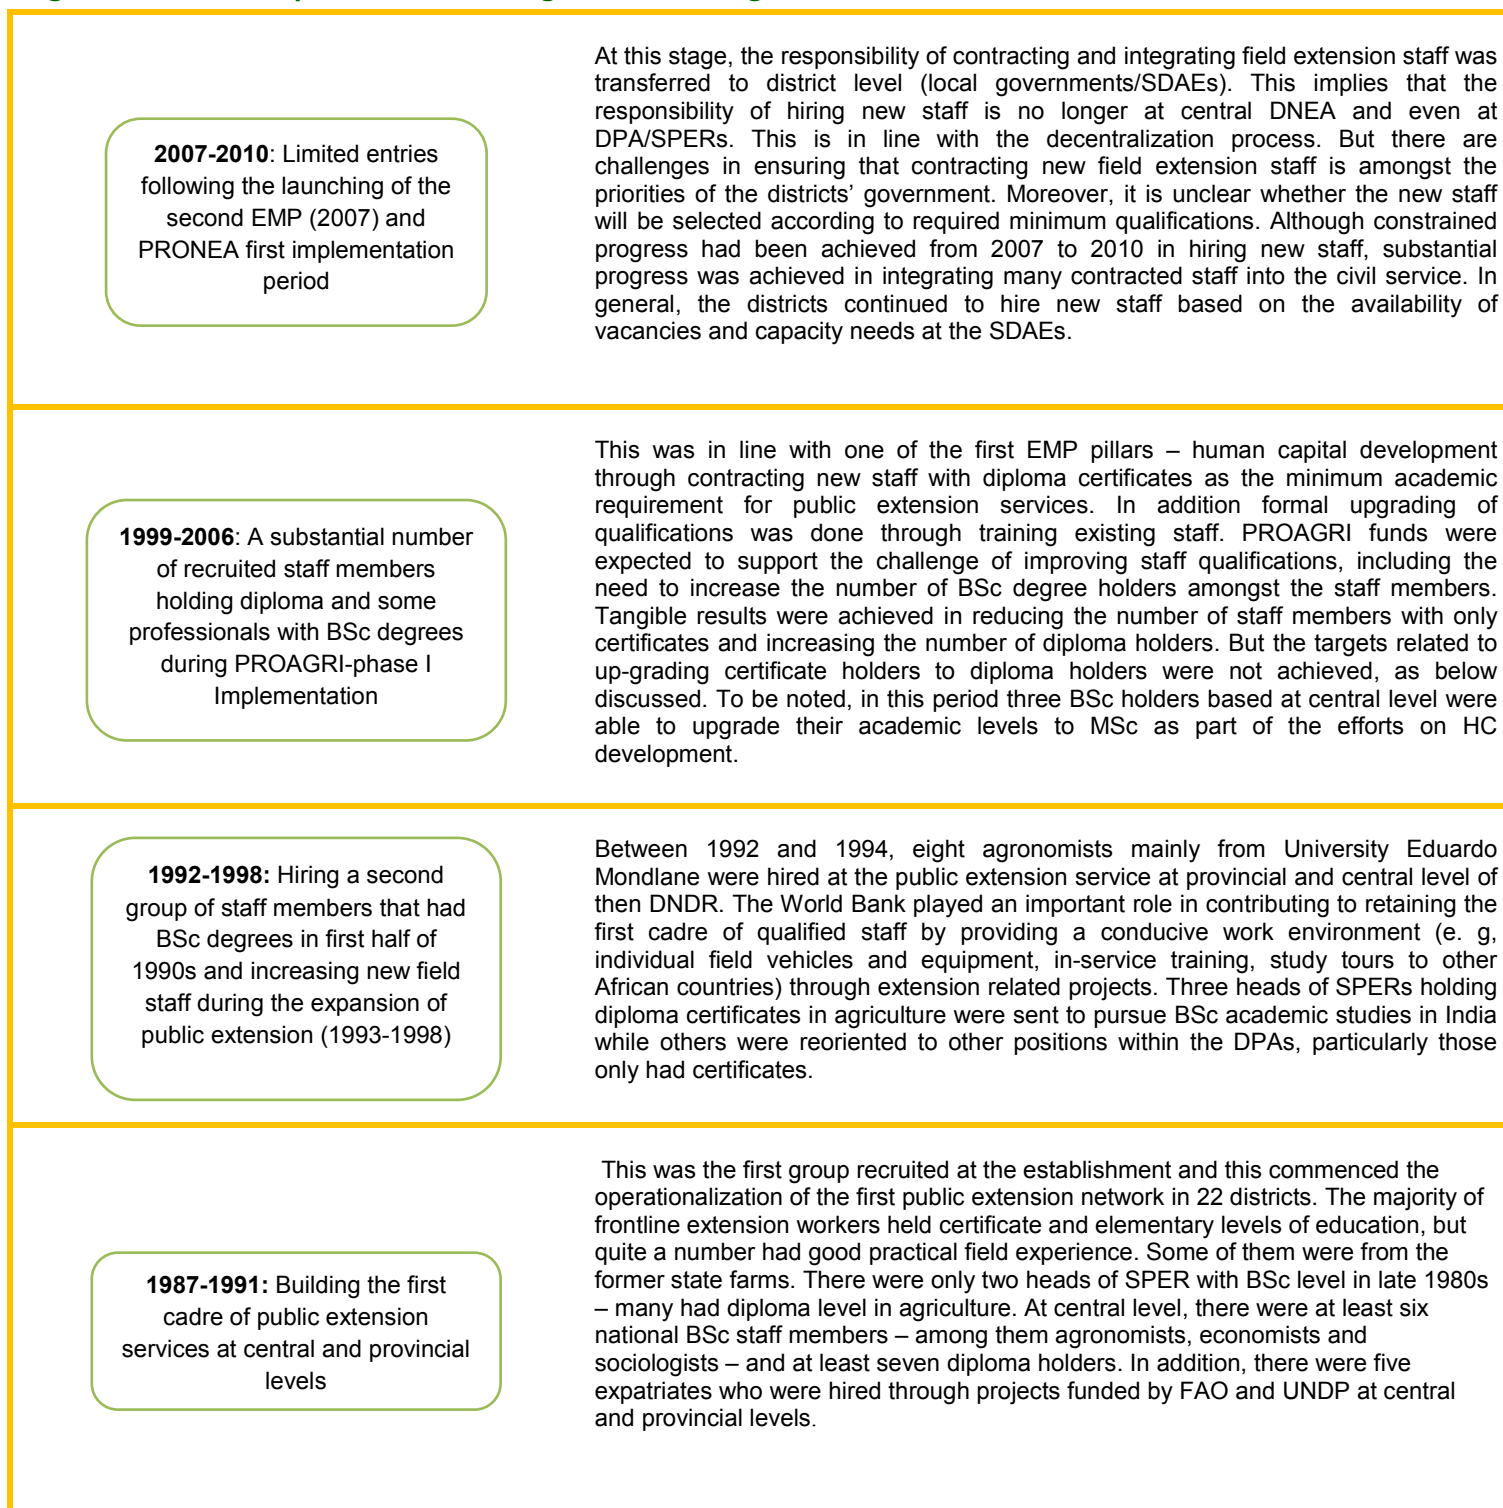 At this stage, the responsibility of contracting and integrating field extension staff was
transferred to district level (local governments/SDAEs). This implies that the
responsibility of hiring new staff is no longer at central DNEA and even at
DPA/SPERs. This is in line with the decentralization process. But there are
challenges in ensuring that contracting new field extension staff is amongst the
priorities of the districts’ government. Moreover, it is unclear whether the new staff
will be selected according to required minimum qualifications. Although constrained
progress had been achieved from 2007 to 2010 in hiring new staff, substantial
progress was achieved in integrating many contracted staff into the civil service. In
general, the districts continued to hire new staff based on the availability of
vacancies and capacity needs at the SDAEs.
2007-2010: Limited entries
following the launching of the
second EMP (2007) and
PRONEA first implementation
period
This was in line with one of the first EMP pillars – human capital development
through contracting new staff with diploma certificates as the minimum academic
requirement for public extension services. In addition formal upgrading of
qualifications was done through training existing staff. PROAGRI funds were
expected to support the challenge of improving staff qualifications, including the
need to increase the number of BSc degree holders amongst the staff members.
Tangible results were achieved in reducing the number of staff members with only
certificates and increasing the number of diploma holders. But the targets related to
up-grading certificate holders to diploma holders were not achieved, as below
discussed. To be noted, in this period three BSc holders based at central level were
able to upgrade their academic levels to MSc as part of the efforts on HC
development.
1999-2006: A substantial number
of recruited staff members
holding diploma and some
professionals with BSc degrees
during PROAGRI-phase I
Implementation
Between 1992 and 1994, eight agronomists mainly from University Eduardo
Mondlane were hired at the public extension service at provincial and central level of
then DNDR. The World Bank played an important role in contributing to retaining the
first cadre of qualified staff by providing a conducive work environment (e. g,
individual field vehicles and equipment, in-service training, study tours to other
African countries) through extension related projects. Three heads of SPERs holding
diploma certificates in agriculture were sent to pursue BSc academic studies in India
while others were reoriented to other positions within the DPAs, particularly those
only had certificates.
1992-1998: Hiring a second
group of staff members that had
BSc degrees in first half of
1990s and increasing new field
staff during the expansion of
public extension (1993-1998)
This was the first group recruited at the establishment and this commenced the
operationalization of the first public extension network in 22 districts. The majority of
frontline extension workers held certificate and elementary levels of education, but
quite a number had good practical field experience. Some of them were from the
former state farms. There were only two heads of SPER with BSc level in late 1980s
– many had diploma level in agriculture. At central level, there were at least six
national BSc staff members – among them agronomists, economists and
sociologists – and at least seven diploma holders. In addition, there were five
expatriates who were hired through projects funded by FAO and UNDP at central
and provincial levels.
1987-1991: Building the first
cadre of public extension
services at central and provincial
levels